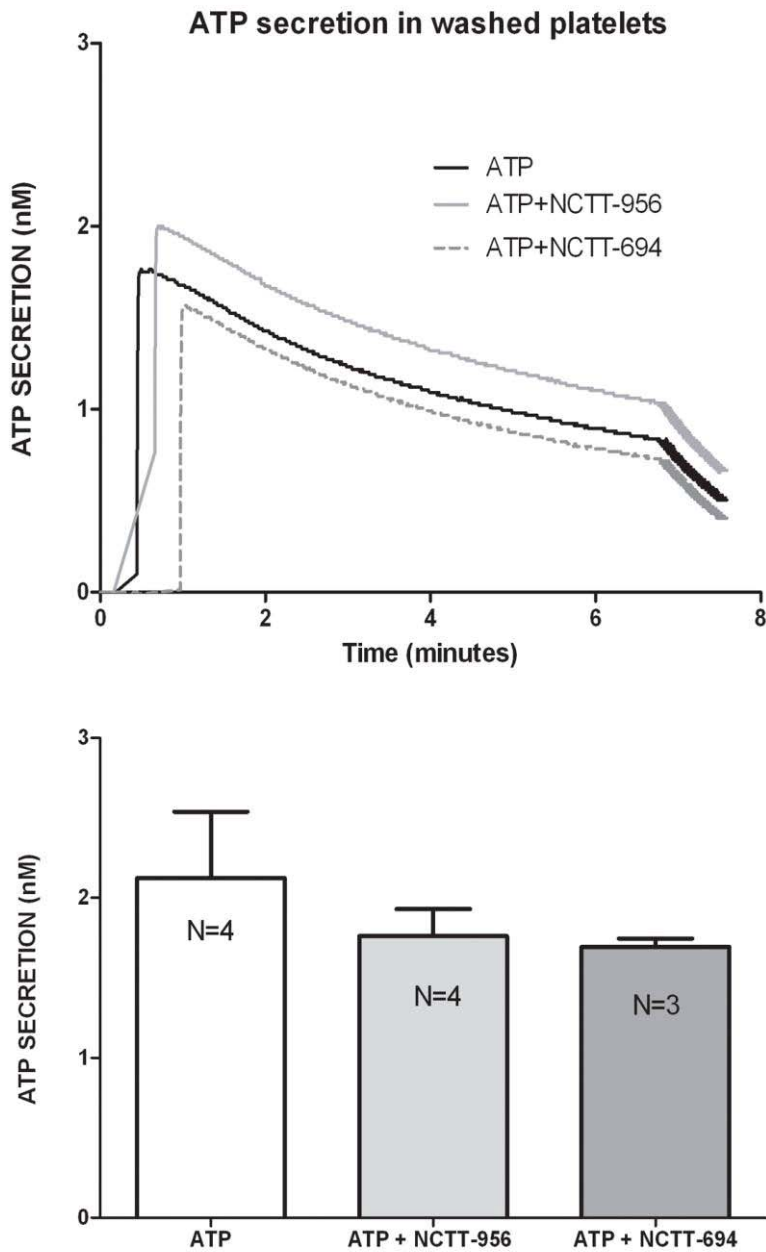 ATP secretion in washed platelets
3
2
1
0
ATP SECRETION (nM)
ATP
ATP+NCTT-956
ATP+NCTT-694
0 2 4 6 8
Time (minutes)
3
2
1
0
ATP SECRETION (nM)
N=4
N=4
N=3
ATP ATP + NCTT-956 ATP + NCTT-694